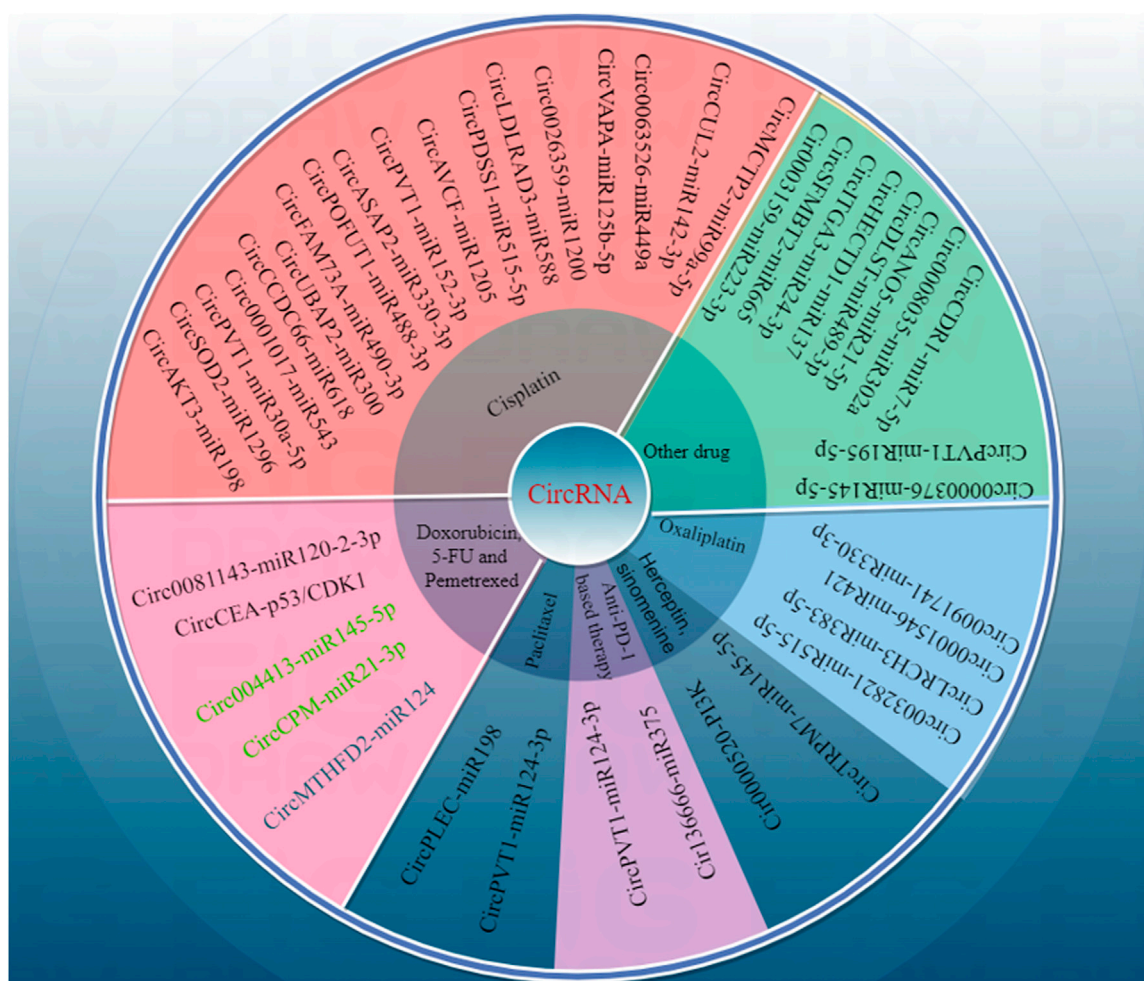 CircRNA
Cisplatin
Other drug
Oxaliplatin
Herceptin,
sinomenine
Anti-PD-1
based therapy
Paclitaxel
Doxorubicin,
5-FU and
Pemetrexed
CircAKT3-miR198
CircSOD2-miR1296
CircPVT1-miR30a-5p
Circ0001017-miR543
CircCCDC66-miR618
CircUBAP2-miR300
CircFAM73A-miR490-3p
CircPOFUT1-miR488-3p
CircASAP2-miR330-3p
CircPVT1-miR152-3p
CircAVCF-miR1205
CircPDSS1-miR515-5p
CircLDLRAD3-miR588
Circ0026359-miR1200
CircVAPA-miR125b-5p
Circ0063526-miR449a
CircCUL2-miR142-3p
CircMCTP2-miR99a-5p
Cir0003159-miR223-3p
CircSFMBT2-miR665
CircITGA3-miR24-3p
CircHECTD1-miR137
CircDLST-miR489-3p
CircANO5-miR21-5p
Circ0008035-miR302a
CircCDR1-miR7-5p
CircPVT1-miR195-5p
Circ0000376-miR145-5p
Circ0091741-miR330-3p
Circ0001546-miR421
CircLRCH3-miR383-5p
Circ0032821-miR515-5p
CircTRPM7-miR145-5p
Cir0000520-PI3K
Cir136666-miR375
CircPVT1-miR124-3p
CircPVT1-miR124-3p
CircPLEC-miR198
CircMTHFD2-miR124
CircCPM-miR21-3p
Circ004413-miR145-5p
CircCEA-p53/CDK1
Circ0081143-miR120-2-3p